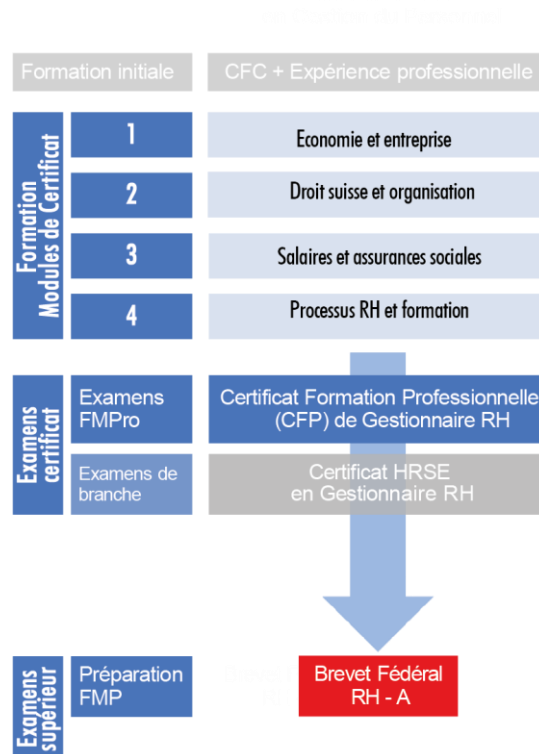 Formation initiale
CFC + Expérience professionnelle
Formation
Modules de Certificat
1
Economie et entreprise
2
Droit suisse et organisation
3
Salaires et assurances sociales
4
Processus RH et formation
Examens
certificat
Examens
FMPro
Certificat Formation Professionnelle
(CFP) de Gestionnaire RH
Examens de
branche
Certificat HRSE
en Gestionnaire RH
Examens
supérieur
Préparation
FMP
Brevet Fédéral
RH - A